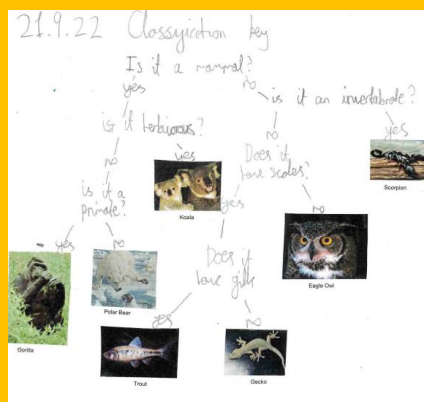 21.9.22 Classyication key
Is it a mammal?
yes
no
is it an invertabrate?
is it herbivorous?
no
yes
yes
no
Does it have scales?
Scorpion
Koala
is it a primate?
yes
no
yes
no
Does it have gills
Eagle Owl
Polar Bear
yes
no
Gorilla
Trout
Gecko